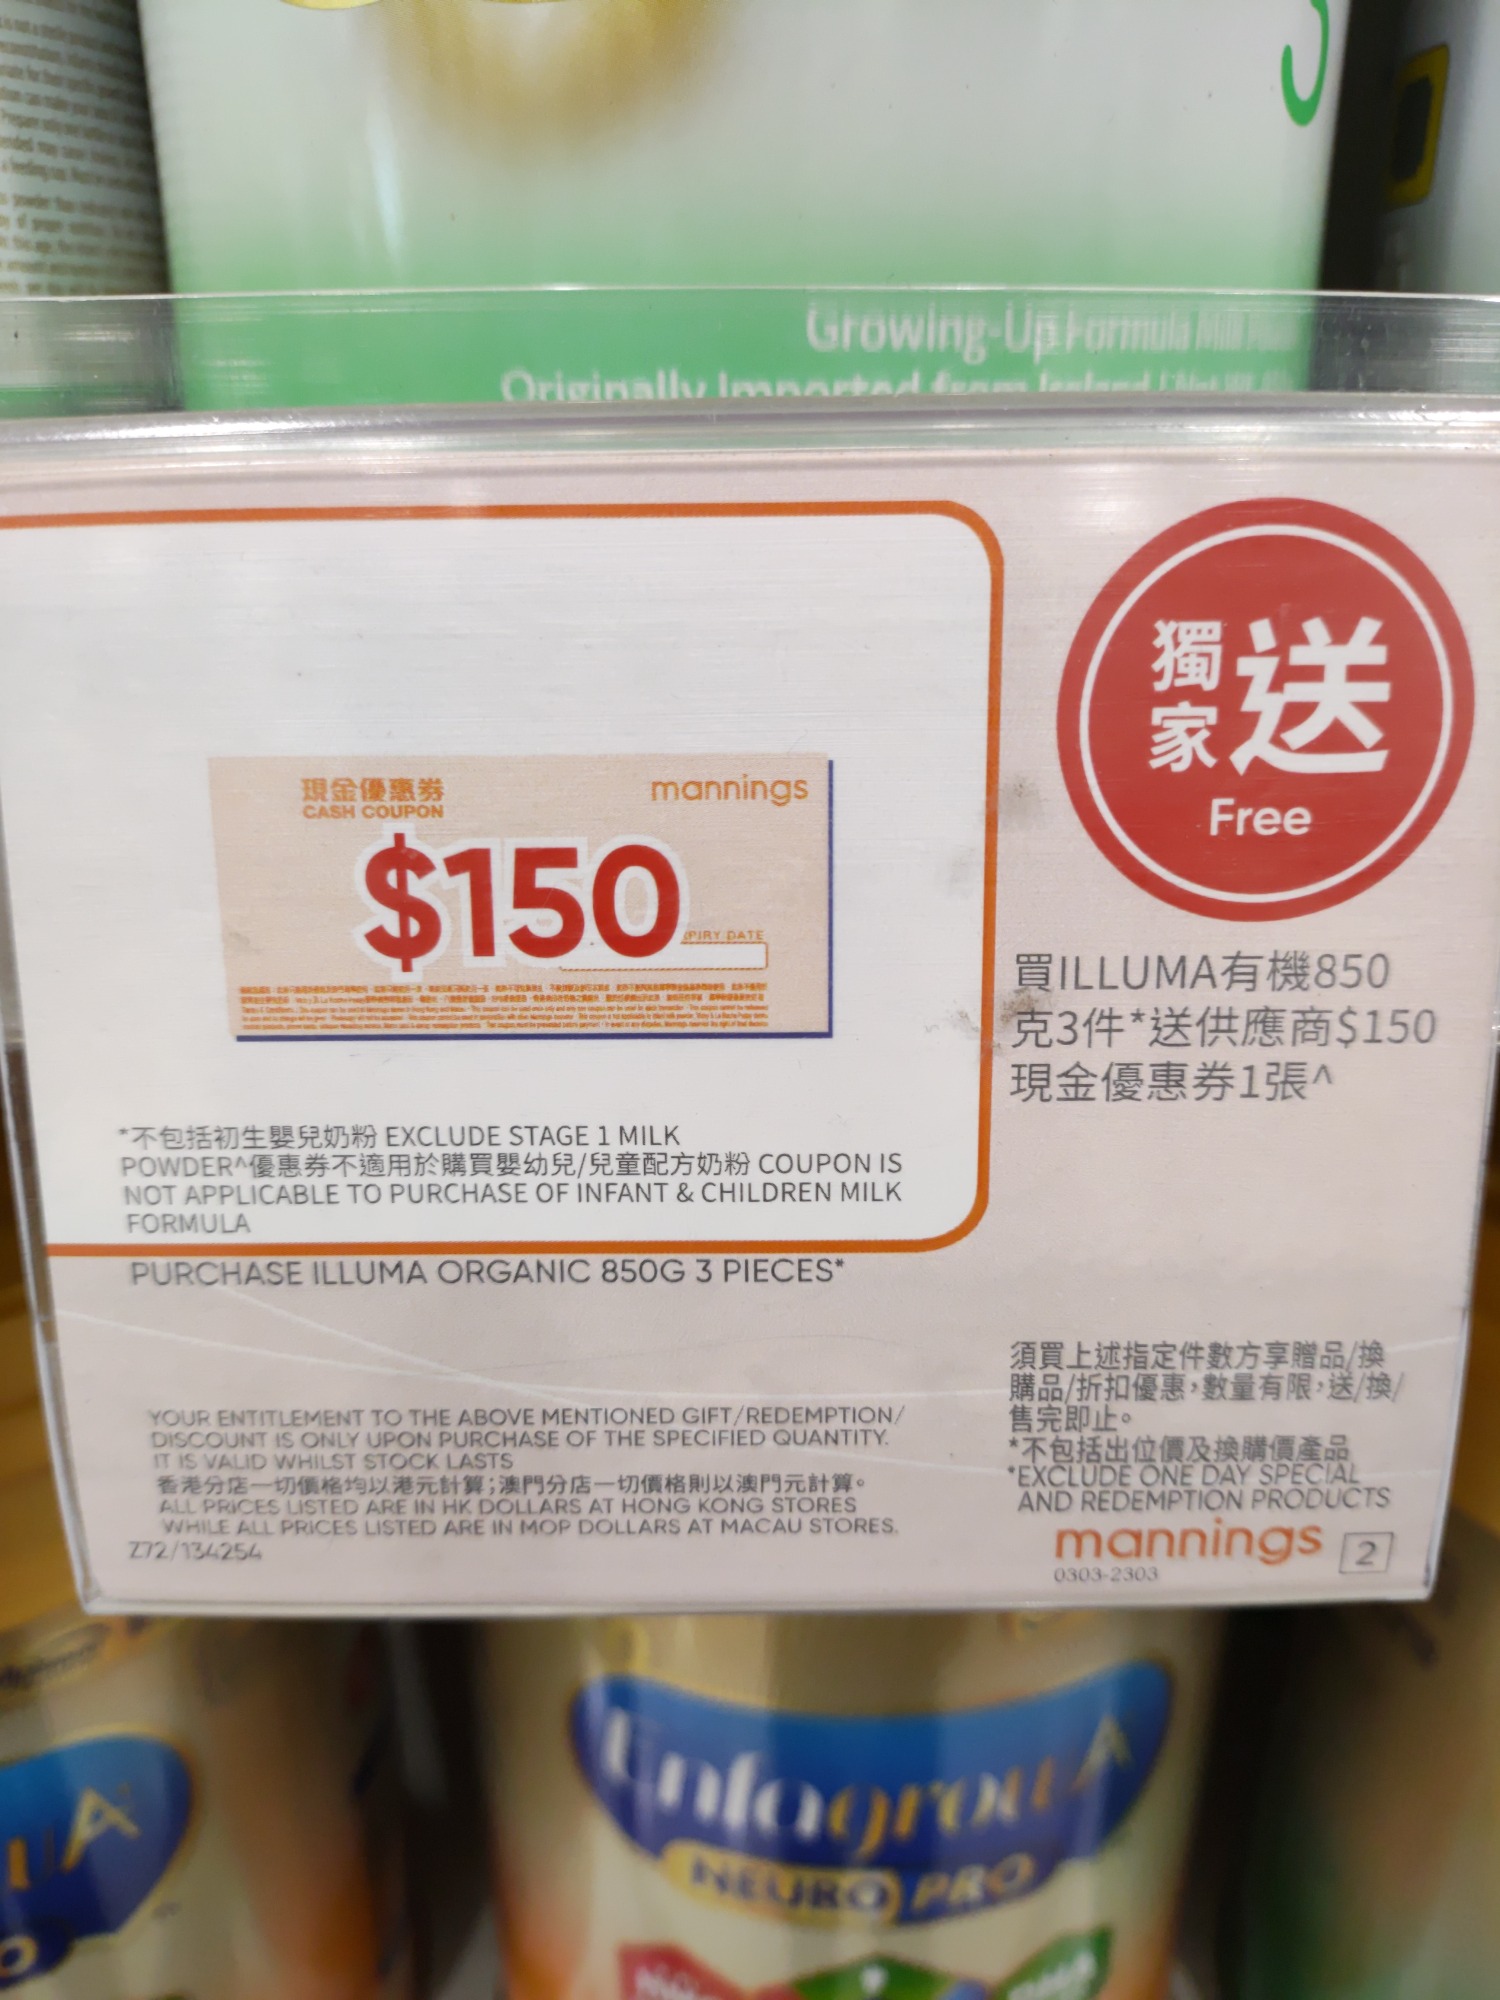 3
Growing-Up Formula
Originally Imported from Ireland
現金優惠券
CASH COUPON
mannings
$150
PIRY DATE
獨家送
Free
買ILLUMA有機850
克3件*送供應商$150
現金優惠券1張^
*不包括初生嬰兒奶粉 EXCLUDE STAGE 1 MILK
POWDER^優惠券不適用於購買嬰幼兒/兒童配方奶粉 COUPON IS
NOT APPLICABLE TO PURCHASE OF INFANT & CHILDREN MILK
FORMULA
PURCHASE ILLUMA ORGANIC 850G 3 PIECES*
須買上述指定件數方享贈品/換
購品/折扣優惠，數量有限，送/換/
售完即止。
*不包括出位價及換購價產品
*EXCLUDE ONE DAY SPECIAL
AND REDEMPTION PRODUCTS
YOUR ENTITLEMENT TO THE ABOVE MENTIONED GIFT/REDEMPTION/
DISCOUNT IS ONLY UPON PURCHASE OF THE SPECIFIED QUANTITY.
IT IS VALID WHILST STOCK LASTS
香港分店一切價格均以港元計算；澳門分店一切價格則以澳門元計算。
ALL PRICES LISTED ARE IN HK DOLLARS AT HONG KONG STORES
WHILE ALL PRICES LISTED ARE IN MOP DOLLARS AT MACAU STORES.
Z72/134254
mannings 2
0303-2303
Enfagrow A
NEURO PRO